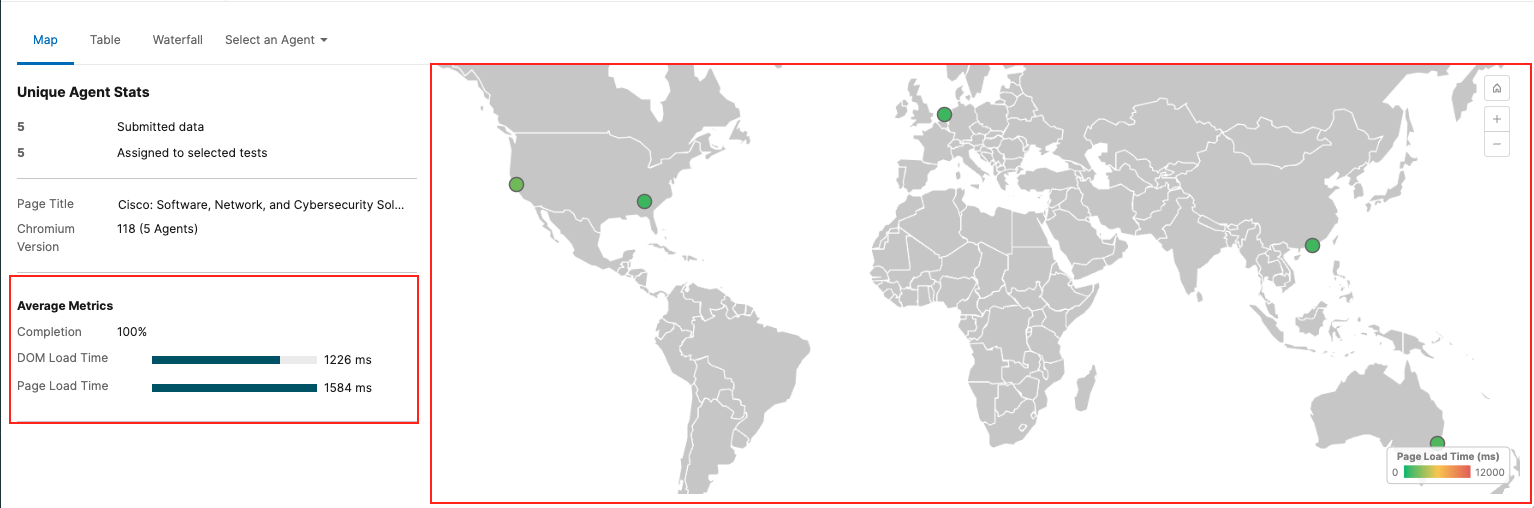 Map Table Waterfall Select an Agent
Unique Agent Stats
5 Submitted data
5 Assigned to selected tests
Page Title Cisco: Software, Network, and Cybersecurity Sol...
Chromium Version 118 (5 Agents)
Average Metrics
Completion 100%
DOM Load Time 1226 ms
Page Load Time 1584 ms
+
−
Page Load Time (ms)
0 12000